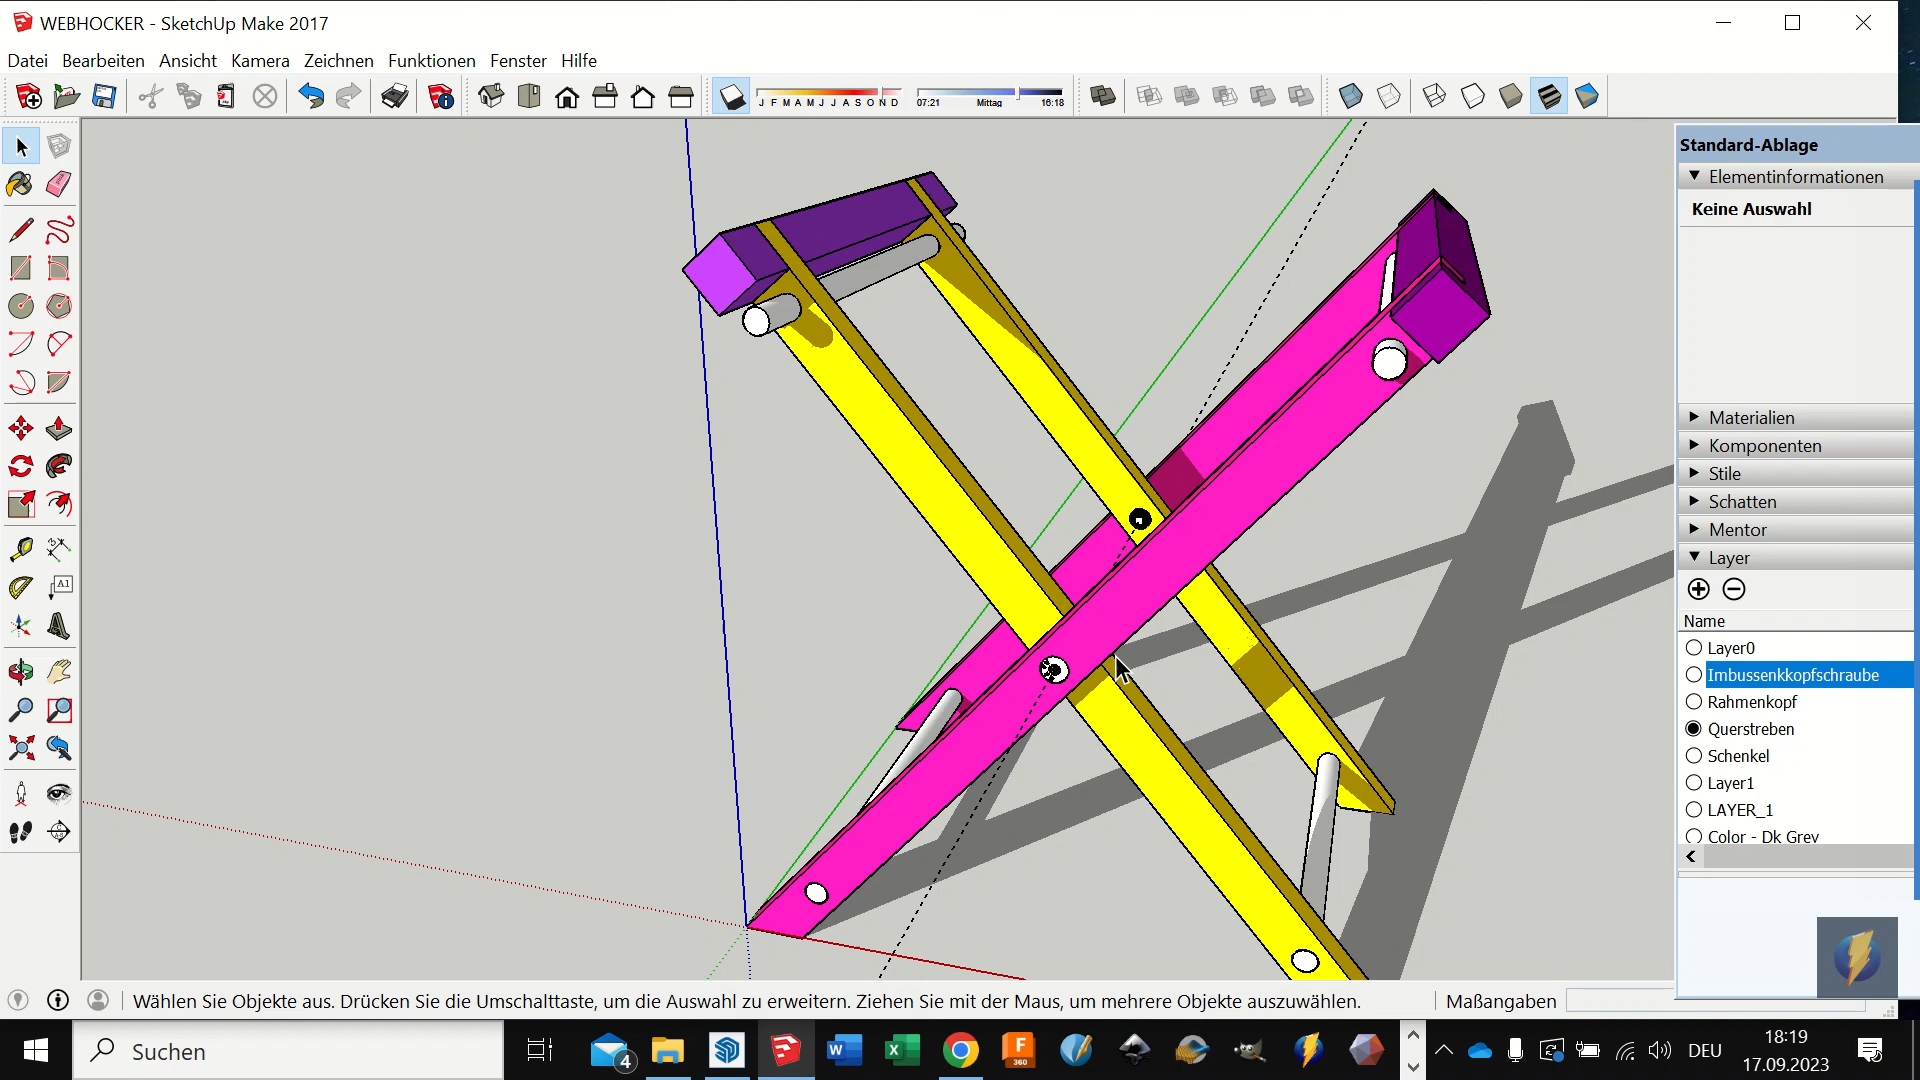 WEBHOCKER - SketchUp Make 2017
Datei Bearbeiten Ansicht Kamera Zeichnen Funktionen Fenster Hilfe
J F M A M J J A S O N D 07:21 Mittag 16:18
Standard-Ablage
Elementinformationen
Keine Auswahl
Materialien
Komponenten
Stile
Schatten
Mentor
Layer
Name
Layer0
Imbussenkkopfschraube
Rahmenkopf
Querstreben
Schenkel
Layer1
LAYER_1
Color - Dk Grey
A1
Wählen Sie Objekte aus. Drücken Sie die Umschalttaste, um die Auswahl zu erweitern. Ziehen Sie mit der Maus, um mehrere Objekte auszuwählen. Maßangaben
Suchen
4
F
360
DEU
18:19
17.09.2023